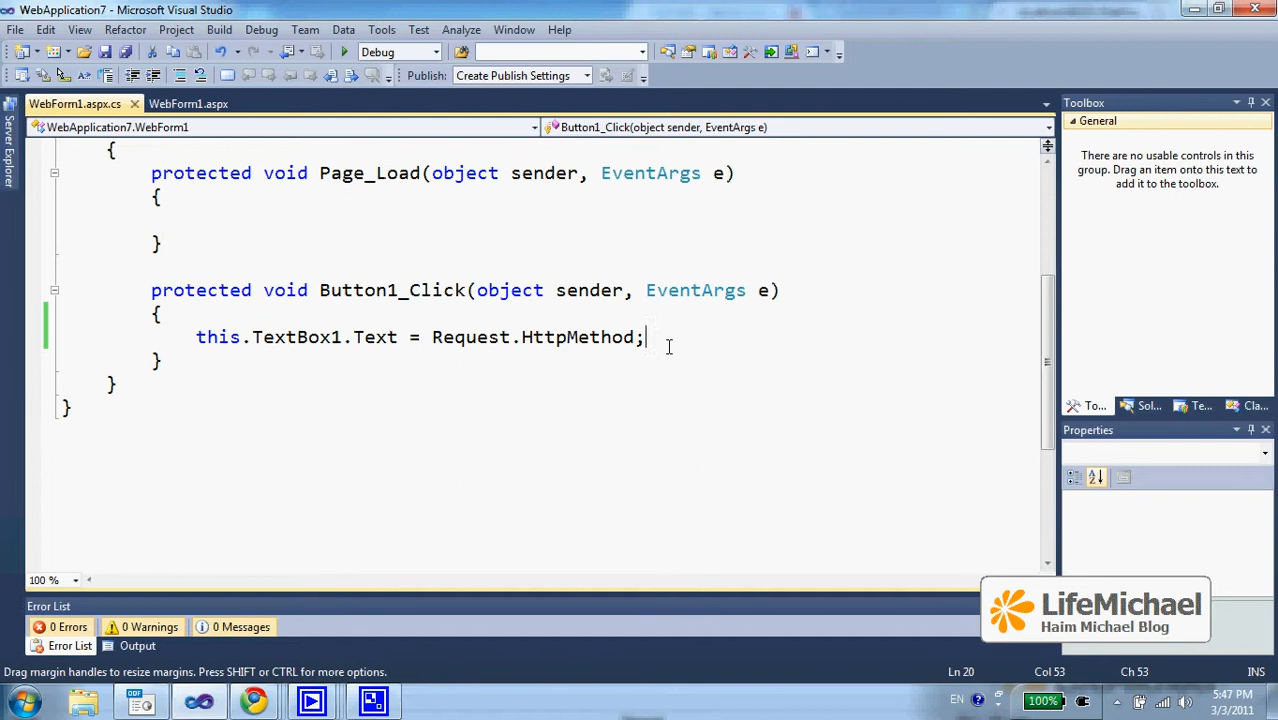 WebApplication7 - Microsoft Visual Studio
File Edit View Refactor Project Build Debug Team Data Tools Test Analyze Window Help
Debug
Publish: Create Publish Settings
Server Explorer
WebForm1.aspx.cs WebForm1.aspx
WebApplication7.WebForm1 Button1_Click(object sender, EventArgs e)
{
protected void Page_Load(object sender, EventArgs e)
{
}
protected void Button1_Click(object sender, EventArgs e)
{
this.TextBox1.Text = Request.HttpMethod;
}
}
}
100 %
Toolbox
General
There are no usable controls in this
group. Drag an item onto this text to
add it to the toolbox.
To... Sol... Te... Cla...
Properties
Error List
0 Errors 0 Warnings 0 Messages
Error List Output
LifeMichael
Haim Michael Blog
Drag margin handles to resize margins. Press SHIFT or CTRL for more options.
Ln 20 Col 53 Ch 53 INS
EN 100% 5:47 PM
3/3/2011